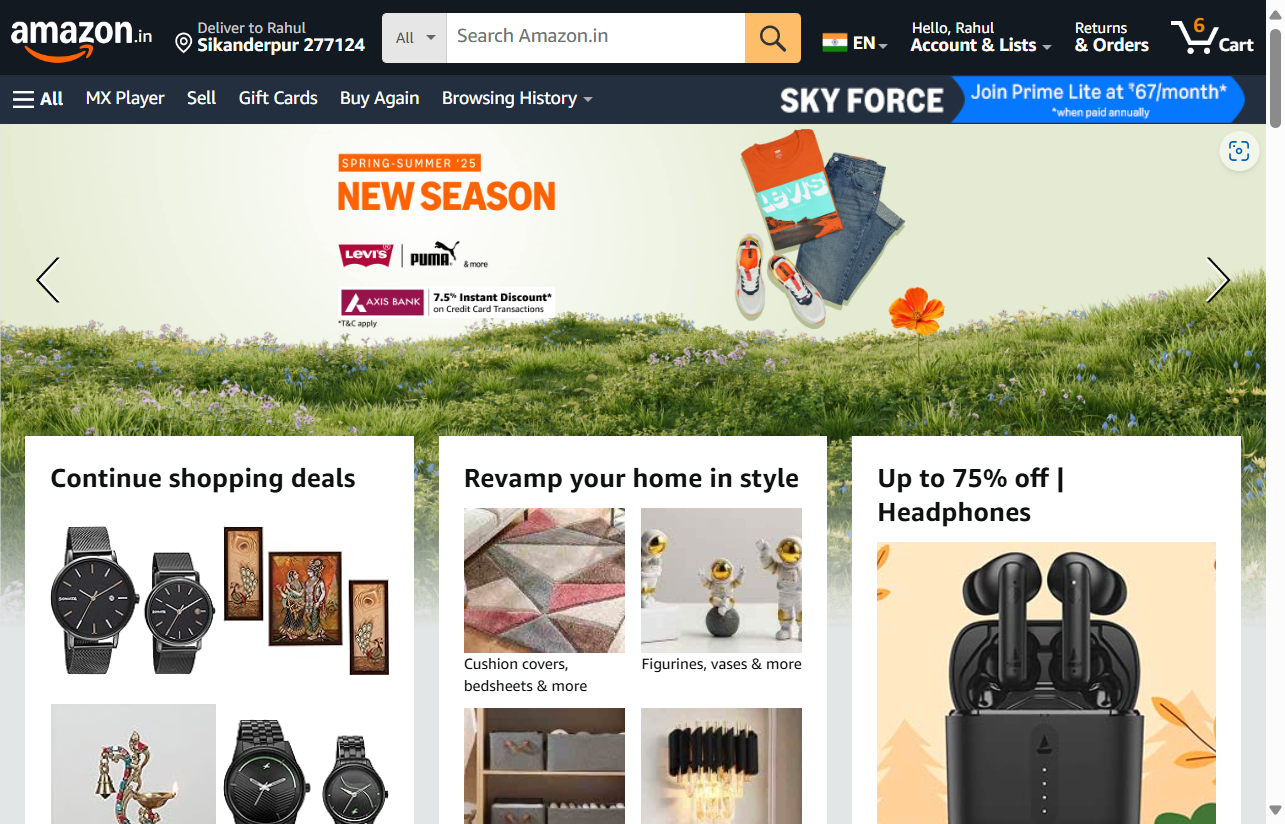 amazon.in
Deliver to Rahul
Sikanderpur 277124
All
Search Amazon.in
EN
Hello, Rahul
Account & Lists
Returns
& Orders
6
Cart
All
MX Player
Sell
Gift Cards
Buy Again
Browsing History
SKY FORCE
Join Prime Lite at ₹67/month*
*when paid annually
SPRING-SUMMER '25
NEW SEASON
LEVI'S®
PUMA
& more
AXIS BANK
7.5% Instant Discount*
on Credit Card Transactions
*T&C apply
LEVI'S
Continue shopping deals
SONATA
Revamp your home in style
Cushion covers,
bedsheets & more
Figurines, vases & more
Up to 75% off |
Headphones